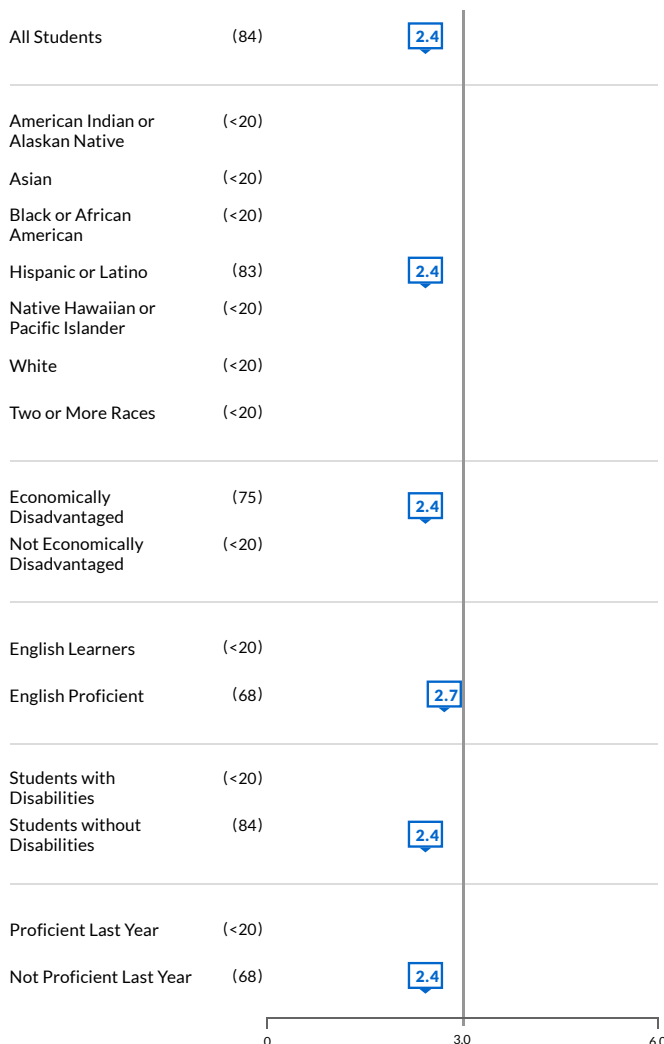 All Students (84) 2.4
American Indian or (<20)
Alaskan Native
Asian (<20)
Black or African (<20)
American
Hispanic or Latino (83) 2.4
Native Hawaiian or (<20)
Pacific Islander
White (<20)
Two or More Races (<20)
Economically (75) 2.4
Disadvantaged
Not Economically (<20)
Disadvantaged
English Learners (<20)
English Proficient (68) 2.7
Students with (<20)
Disabilities
Students without (84) 2.4
Disabilities
Proficient Last Year (<20)
Not Proficient Last Year (68) 2.4
0 3.0 6.0